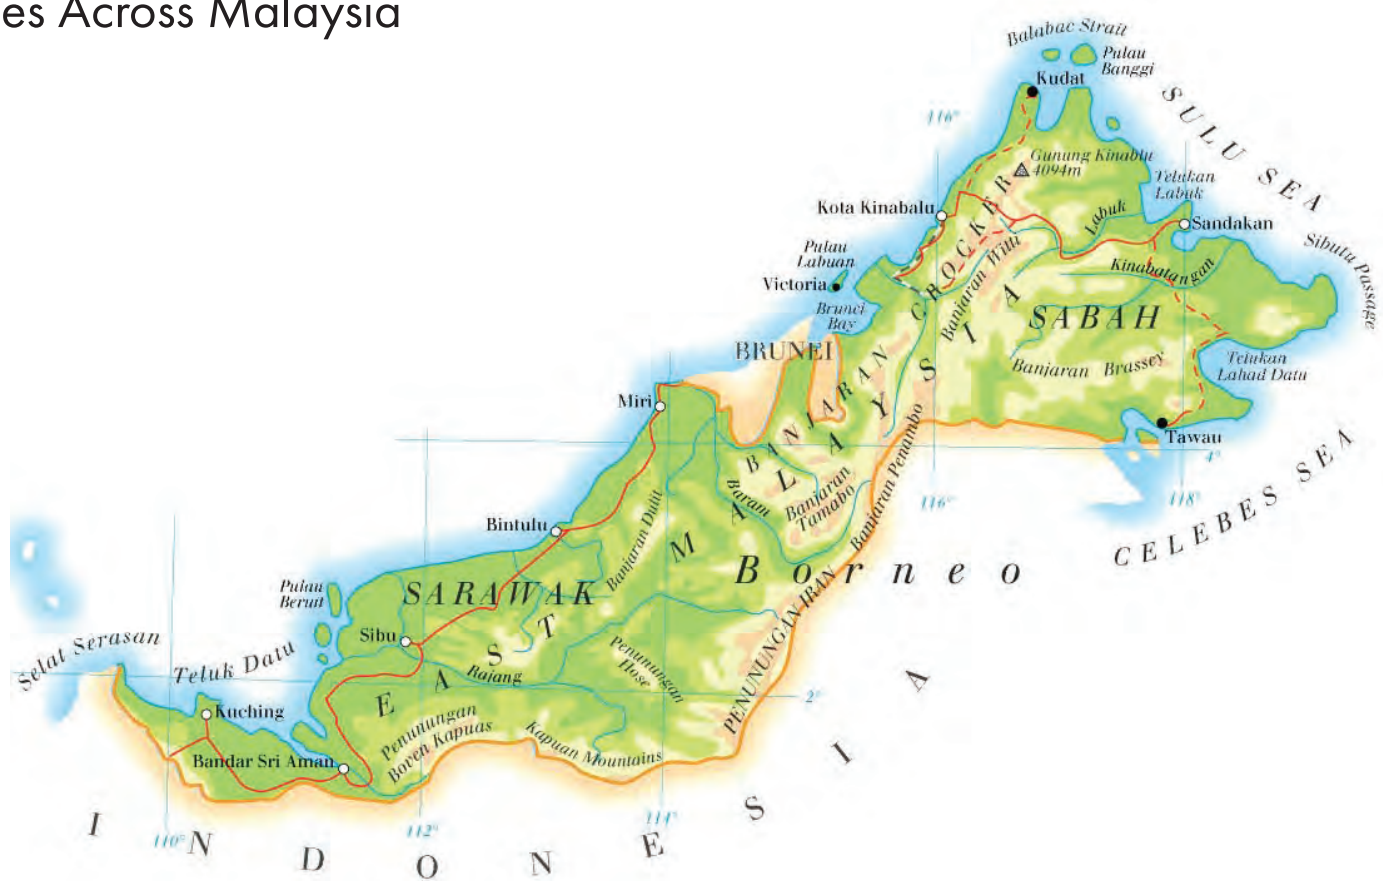 es Across Malaysia
Balabac Strait
Pulau
Banggi
Kudat
SULU SEA
116°
Gunung Kinablu
4094m
Telukan
Labuk
Kota Kinabalu
Labuk
Sandakan
Sibutu Passage
Pulau
Labuan
Victoria
Brunei
Bay
CROCKER
Banjaran Witti
Kinabatangan
SABAH
BRUNEI
Banjaran Brassey
Telukan
Lahad Datu
Miri
BANJARAN
Tawau
4°
Banjaran Penambo
Baram
Banjaran
Tamabo
116°
118°
CELEBES SEA
Bintulu
Banjaran Dulit
EAST MALAYSIA
Borneo
Pulau
Beruit
SARAWAK
PENUNUNGAN IRAN
Selat Serasan
Teluk Datu
Sibu
Rajang
Penunungan
Hose
2°
Kuching
Penunungan
Boven Kapuas
Kapuan Mountains
Bandar Sri Aman
110°
112°
114°
INDONESIA